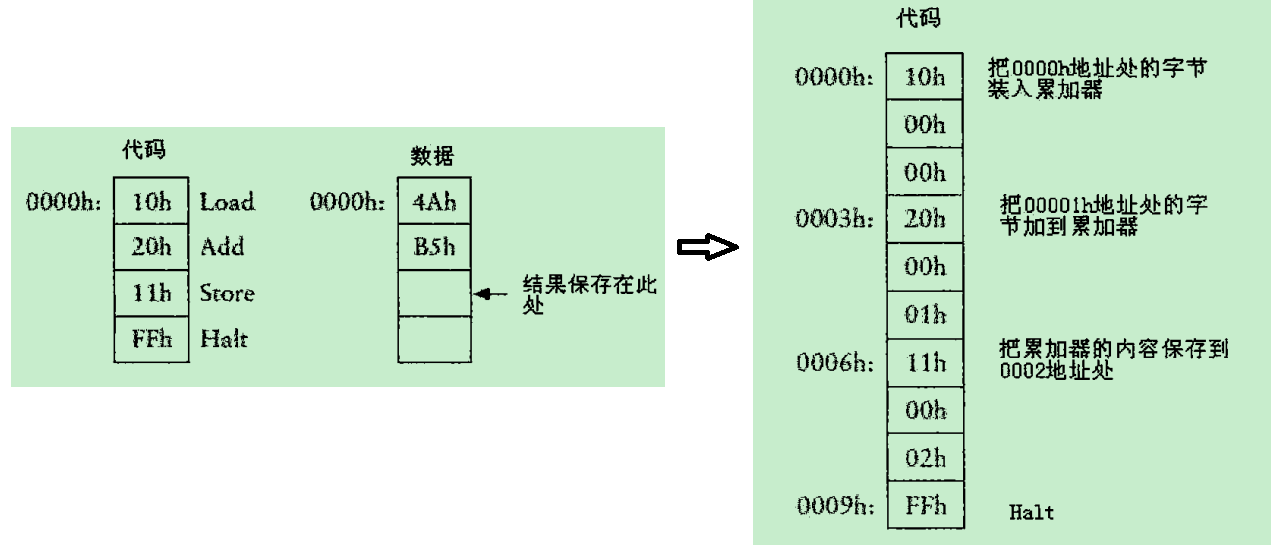 代码
数据
0000h: 10h Load
0000h: 4Ah
20h Add
B5h
11h Store
结果保存在此
处
FFh Halt
代码
0000h: 10h
把0000h地址处的字节
装入累加器
00h
00h
0003h: 20h
把00001h地址处的字
节加到累加器
00h
01h
0006h: 11h
把累加器的内容保存到
0002地址处
00h
02h
0009h: FFh
Halt